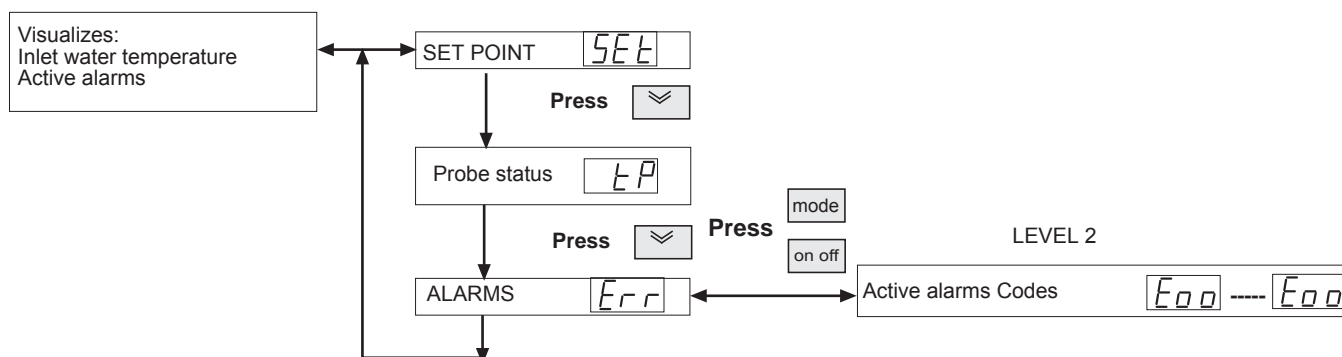 Visualizes:
Inlet water temperature
Active alarms
SET POINT SEt
Press
Probe status tP
Press
Press
mode
on off
LEVEL 2
ALARMS Err
Active alarms Codes E00 ----- E00